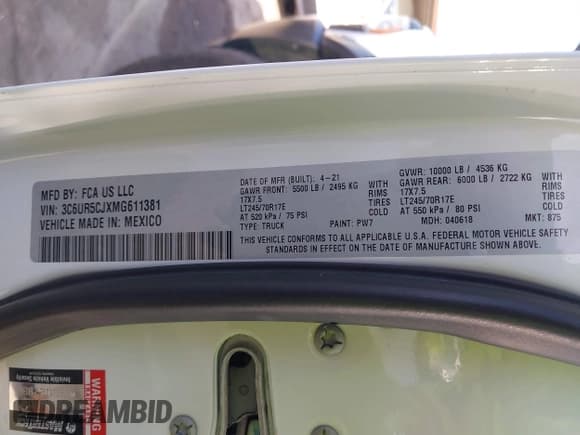 MFD BY: FCA US LLC
VIN: 3C6UR5CJXMG611381
VEHICLE MADE IN: MEXICO
DATE OF MFR (BUILT): 4-21
GAWR FRONT: 5500 LB / 2495 KG
17X7.5 RIMS
LT245/70R17E TIRES
AT 520 kPa / 75 PSI
TYPE: TRUCK PAINT: PW7
GVWR: 10000 LB / 4536 KG
GAWR REAR: 6000 LB / 2722 KG
17X7.5 RIMS
LT245/70R17E TIRES
AT 550 kPa / 80 PSI
MDH: 040618 MKT: 875
THIS VEHICLE CONFORMS TO ALL APPLICABLE U.S.A. FEDERAL MOTOR VEHICLE SAFETY
STANDARDS IN EFFECT ON THE DATE OF MANUFACTURE SHOWN ABOVE.
WARNING
Invisible Vehicle Security
DREAMBID